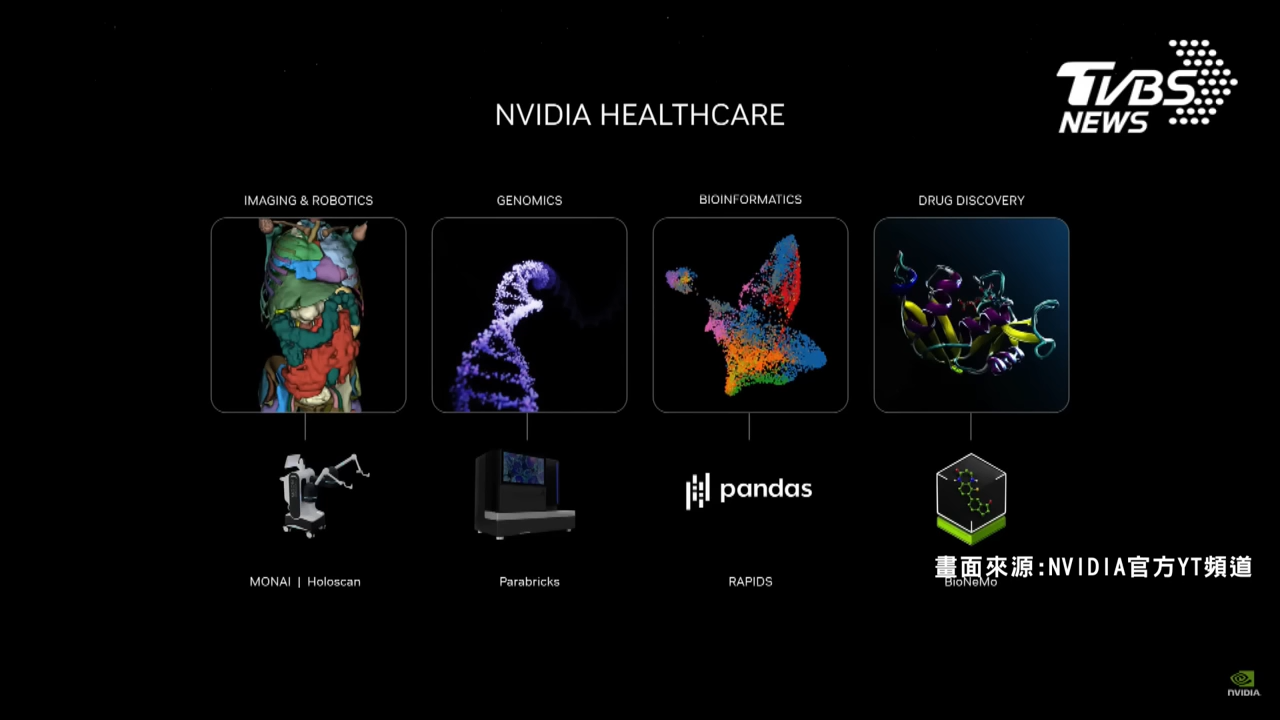 TVBS
NEWS
NVIDIA HEALTHCARE
IMAGING & ROBOTICS
GENOMICS
BIOINFORMATICS
DRUG DISCOVERY
pandas
畫面來源:NVIDIA官方YT頻道
MONAI | Holoscan
Parabricks
RAPIDS
BioNeMo
NVIDIA